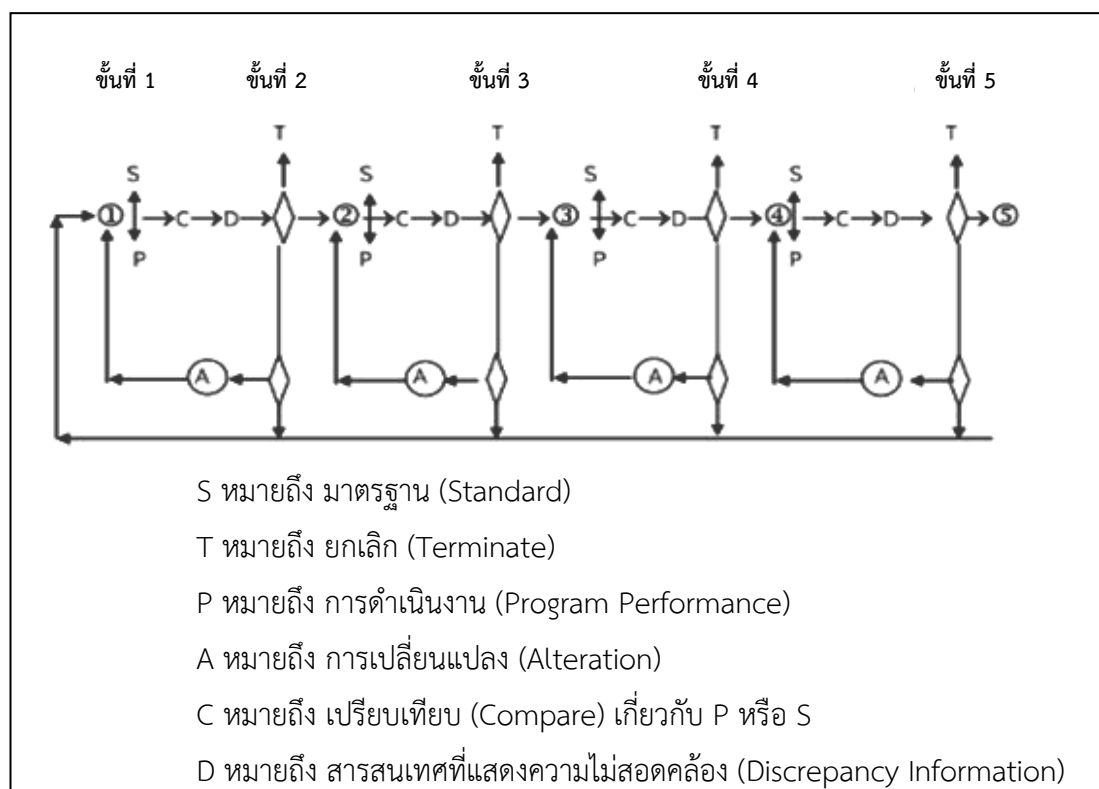 ขั้นที่ 1 ขั้นที่ 2 ขั้นที่ 3 ขั้นที่ 4 ขั้นที่ 5
T T T T
S S S S
① C D ② C D ③ C D ④ C D ⑤
P P P P
A A A A
S หมายถึง มาตรฐาน (Standard)
T หมายถึง ยกเลิก (Terminate)
P หมายถึง การดำเนินงาน (Program Performance)
A หมายถึง การเปลี่ยนแปลง (Alteration)
C หมายถึง เปรียบเทียบ (Compare) เกี่ยวกับ P หรือ S
D หมายถึง สารสนเทศที่แสดงความไม่สอดคล้อง (Discrepancy Information)